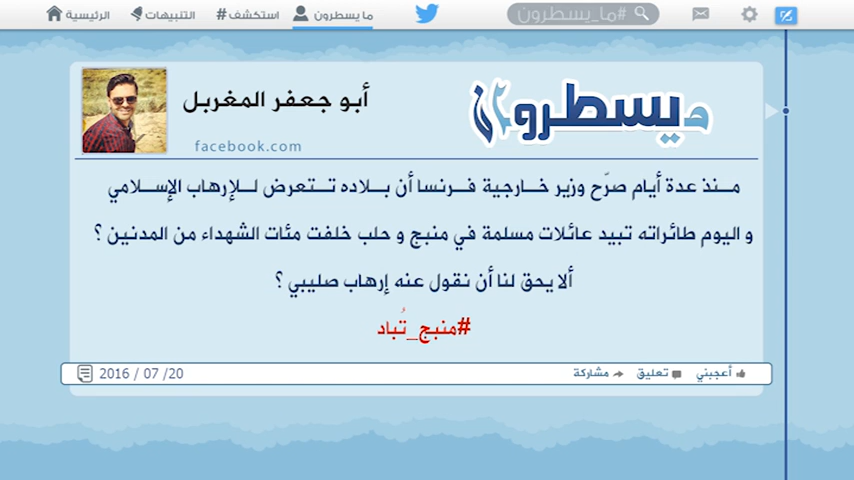 الرئيسية
التنبيهات
استكشف #
ما يسطرون
#ما_يسطرون
ما يسطرون
أبو جعفر المغربل
facebook.com
منذ عدة أيام صرّح وزير خارجية فرنسا أن بلاده تتعرض للإرهاب الإسلامي
و اليوم طائراته تبيد عائلات مسلمة في منبج و حلب خلفت مئات الشهداء من المدنين ؟
ألا يحق لنا أن نقول عنه إرهاب صليبي ؟
#منبج_تُباد
أعجبني تعليق مشاركة
2016 / 07 /20